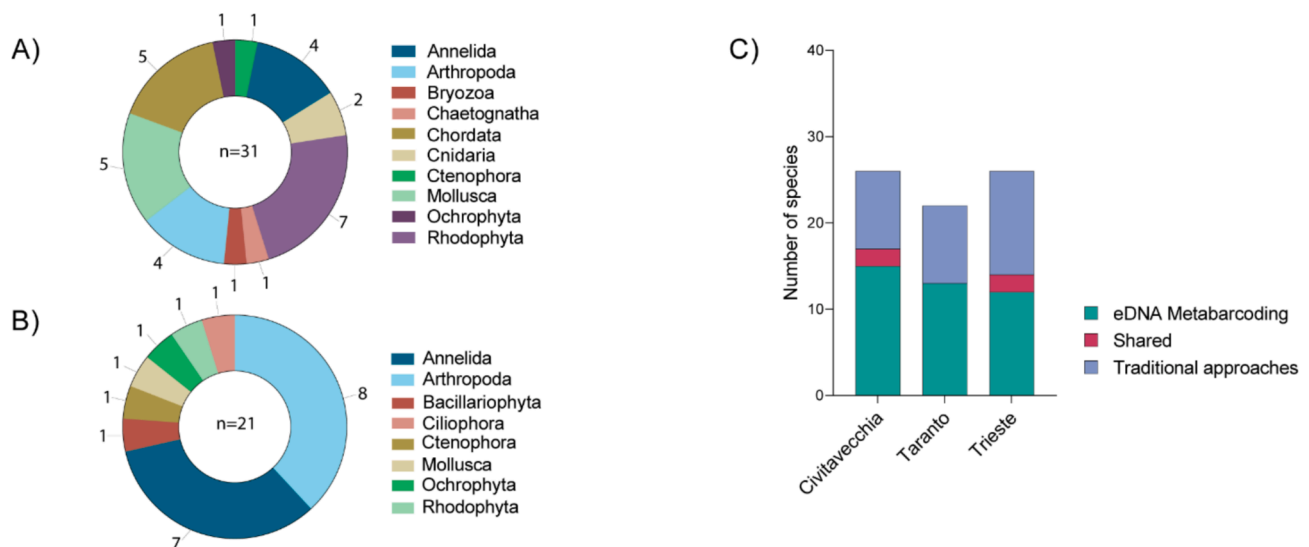 A)
1
1
4
2
7
1
1
4
5
5
n=31
Annelida
Arthropoda
Bryozoa
Chaetognatha
Chordata
Cnidaria
Ctenophora
Mollusca
Ochrophyta
Rhodophyta
B)
1
1
1
1
1
1
8
7
n=21
Annelida
Arthropoda
Bacillariophyta
Ciliophora
Ctenophora
Mollusca
Ochrophyta
Rhodophyta
C)
Number of species
40
30
20
10
0
Civitavecchia
Taranto
Trieste
eDNA Metabarcoding
Shared
Traditional approaches